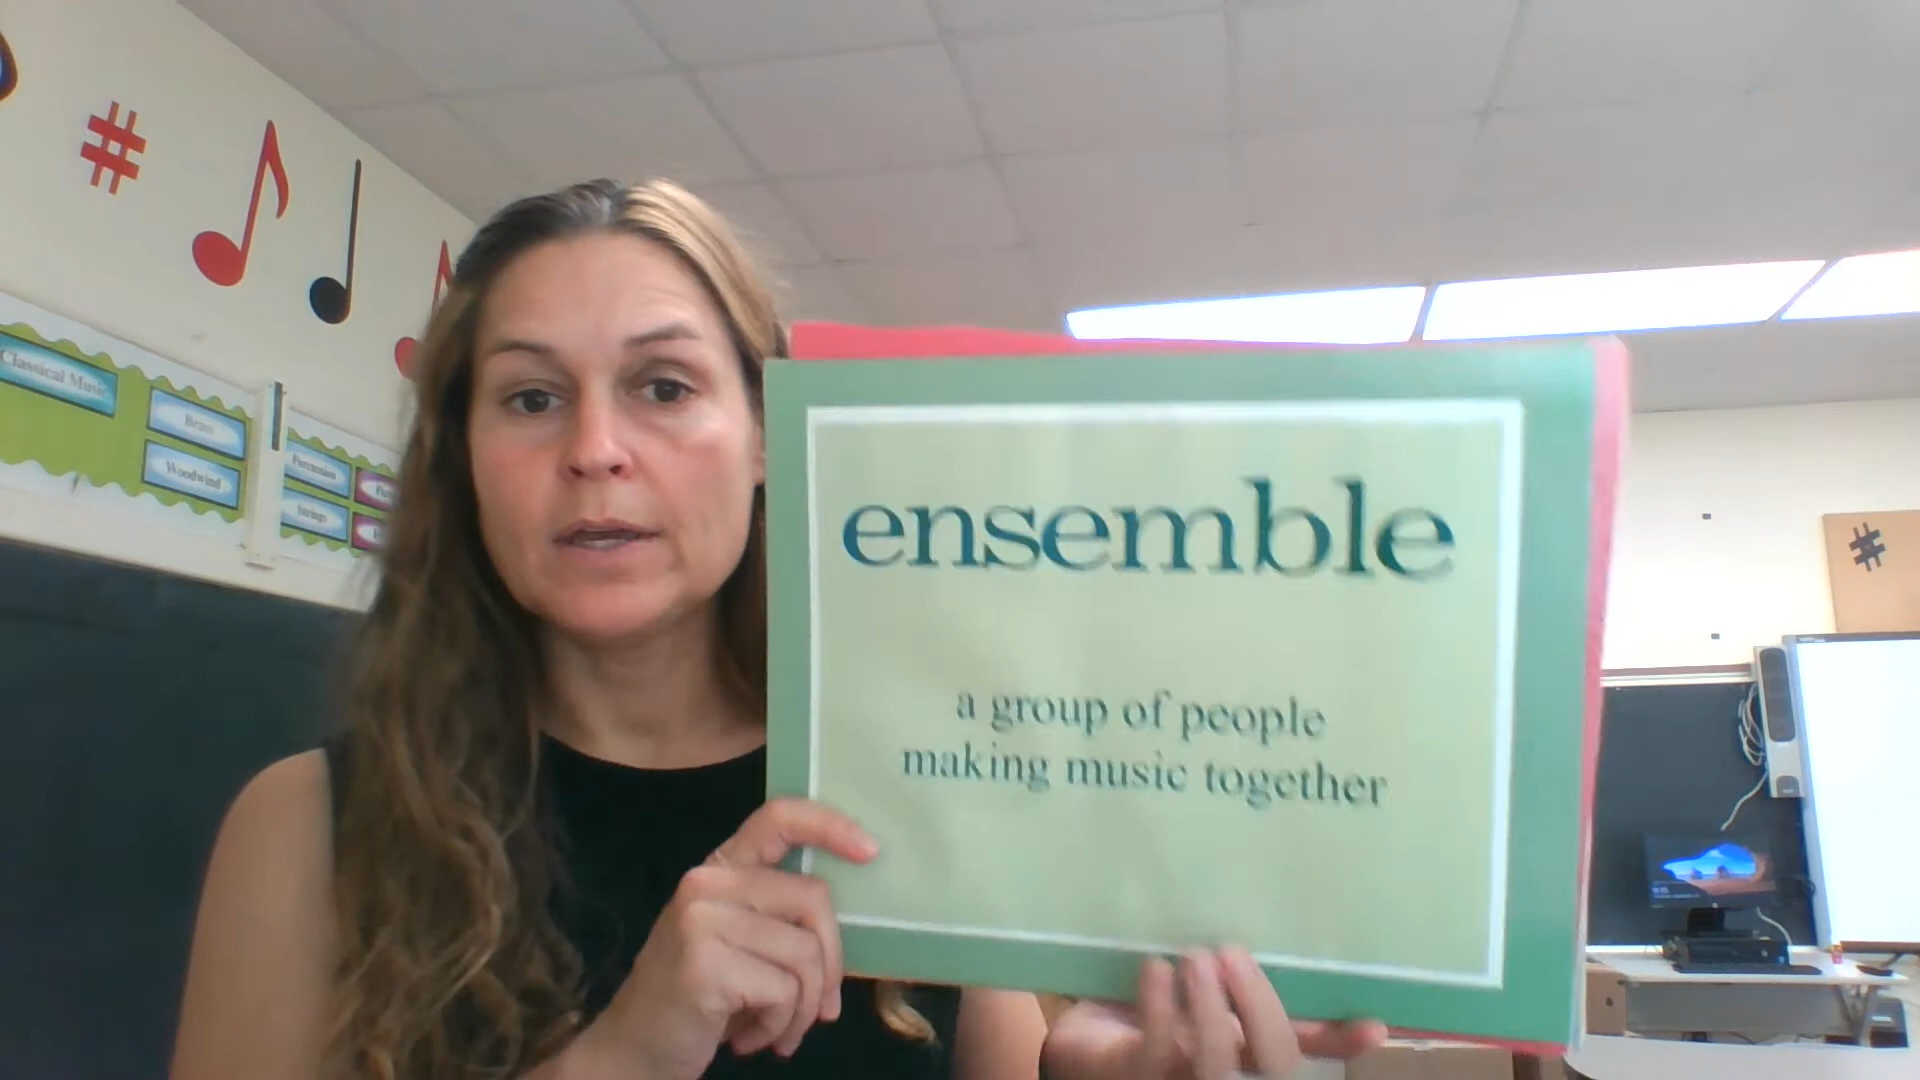 Classical Music
Brass
Woodwind
Percussion
Strings
ensemble
a group of people
making music together